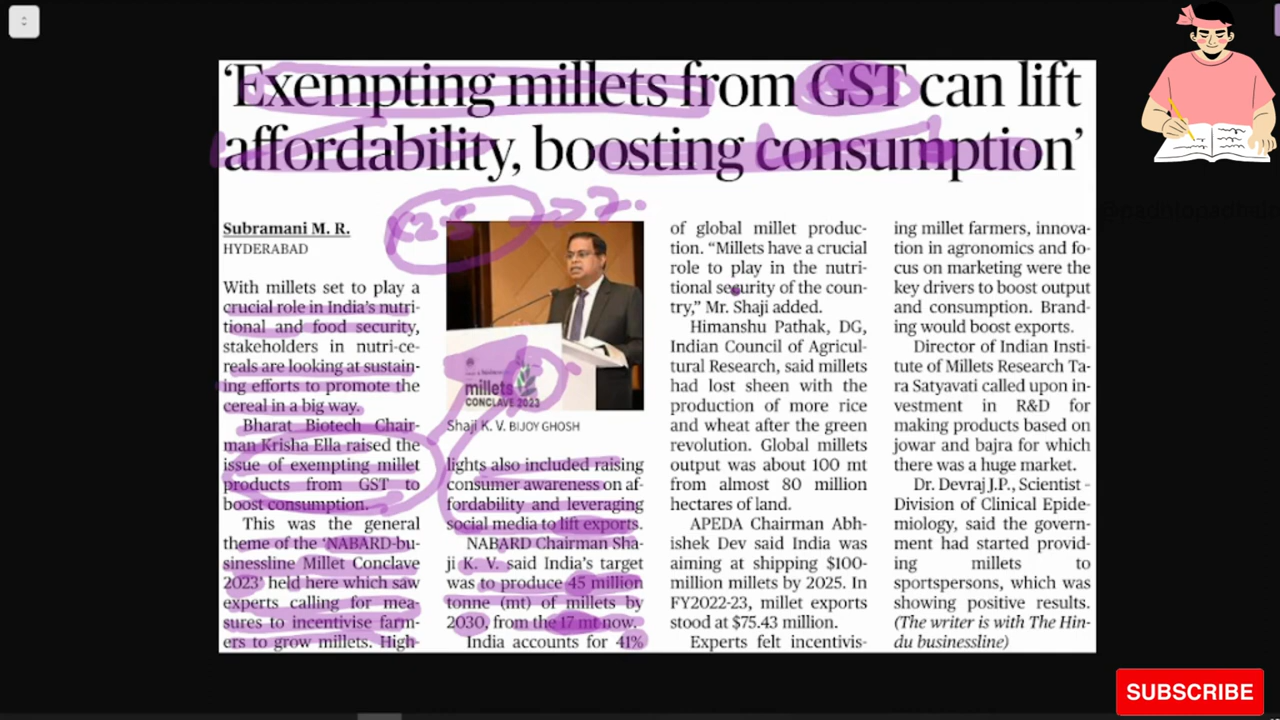 ‘Exempting millets from GST can lift
affordability, boosting consumption’
Subramani M. R.
HYDERABAD
With millets set to play a
crucial role in India’s nutri-
tional and food security,
stakeholders in nutri-ce-
reals are looking at sustain-
ing efforts to promote the
cereal in a big way.
Bharat Biotech Chair-
man Krisha Ella raised the
issue of exempting millet
products from GST to
boost consumption.
This was the general
theme of the ‘NABARD-bu-
sinessline Millet Conclave
2023’ held here which saw
experts calling for mea-
sures to incentivise farm-
ers to grow millets. High-
millets
CONCLAVE 2023
Shaji K. V. BIJOY GHOSH
lights also included raising
consumer awareness on af-
fordability and leveraging
social media to lift exports.
NABARD Chairman Sha-
ji K. V. said India’s target
was to produce 45 million
tonne (mt) of millets by
2030, from the 17 mt now.
India accounts for 41%
of global millet produc-
tion. “Millets have a crucial
role to play in the nutri-
tional security of the coun-
try,” Mr. Shaji added.
Himanshu Pathak, DG,
Indian Council of Agricul-
tural Research, said millets
had lost sheen with the
production of more rice
and wheat after the green
revolution. Global millets
output was about 100 mt
from almost 80 million
hectares of land.
APEDA Chairman Abh-
ishek Dev said India was
aiming at shipping $100-
million millets by 2025. In
FY2022-23, millet exports
stood at $75.43 million.
Experts felt incentivis-
ing millet farmers, innova-
tion in agronomics and fo-
cus on marketing were the
key drivers to boost output
and consumption. Brand-
ing would boost exports.
Director of Indian Insti-
tute of Millets Research Ta-
ra Satyavati called upon in-
vestment in R&D for
making products based on
jowar and bajra for which
there was a huge market.
Dr. Devraj J.P., Scientist -
Division of Clinical Epide-
miology, said the govern-
ment had started provid-
ing millets to
sportspersons, which was
showing positive results.
(The writer is with The Hin-
du businessline)
SUBSCRIBE